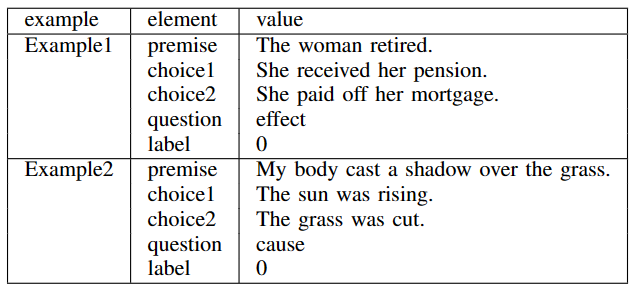 example element value
Example1 premise The woman retired.
choice1 She received her pension.
choice2 She paid off her mortgage.
question effect
label 0
Example2 premise My body cast a shadow over the grass.
choice1 The sun was rising.
choice2 The grass was cut.
question cause
label 0